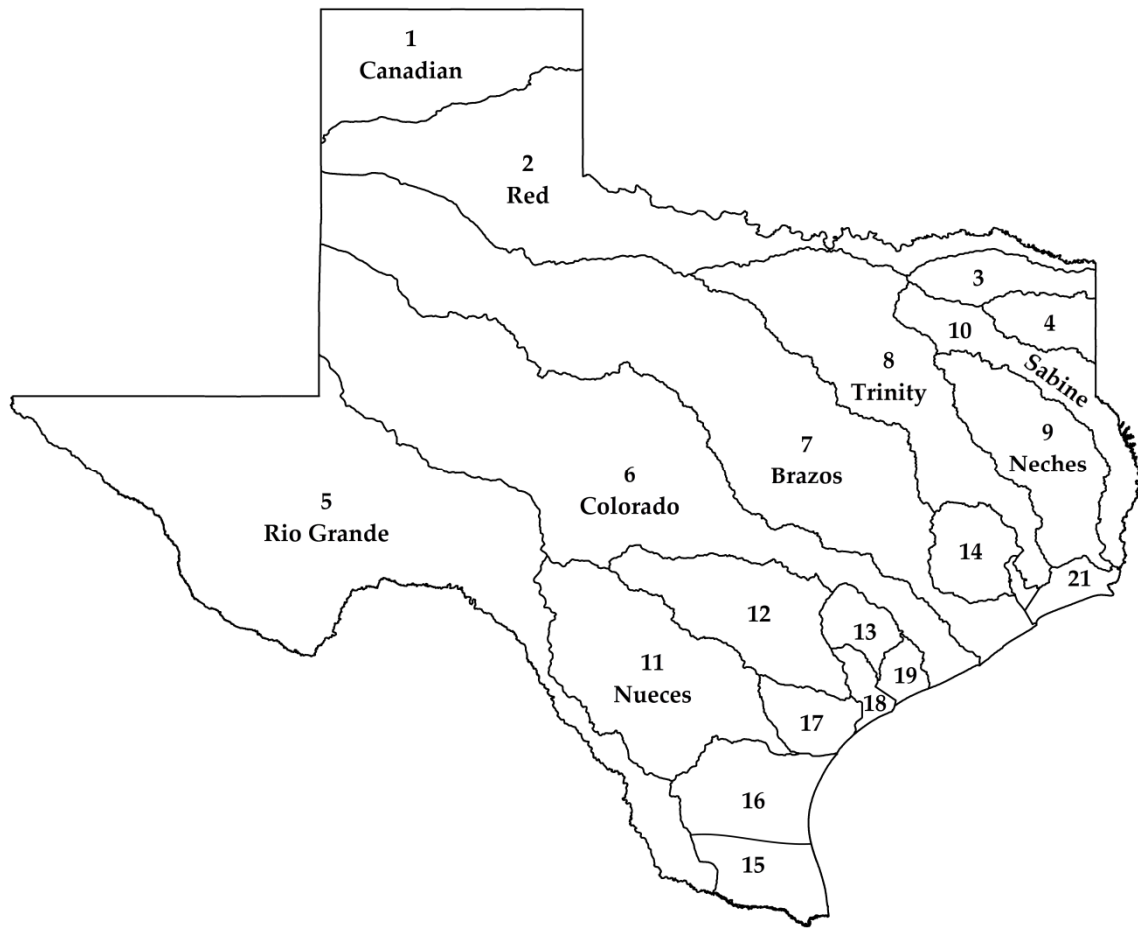 1
Canadian
2
Red
3
4
10
Sabine
8
Trinity
9
Neches
7
Brazos
6
Colorado
5
Rio Grande
14
21
12
13
11
Nueces
19
18
17
16
15